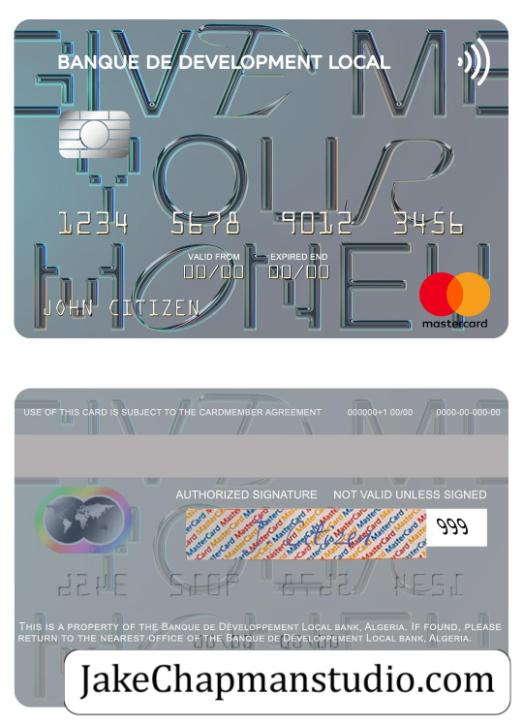 GIVE ME
BANQUE DE DEVELOPMENT LOCAL
YOUR
1234 5678 9012 3456
VALID FROM EXPIRED END
00/00 00/00
MONEY
JOHN CITIZEN
mastercard
USE OF THIS CARD IS SUBJECT TO THE CARDMEMBER AGREEMENT 000000+1 00/00 0000-00-000-00
AUTHORIZED SIGNATURE NOT VALID UNLESS SIGNED
MasterCard
Citizen
999
THIS IS A PROPERTY OF THE BANQUE DE DÉVELOPPEMENT LOCAL BANK, ALGERIA. IF FOUND, PLEASE
RETURN TO THE NEAREST OFFICE OF THE BANQUE DE DÉVELOPPEMENT LOCAL BANK, ALGERIA.
JakeChapmanstudio.com